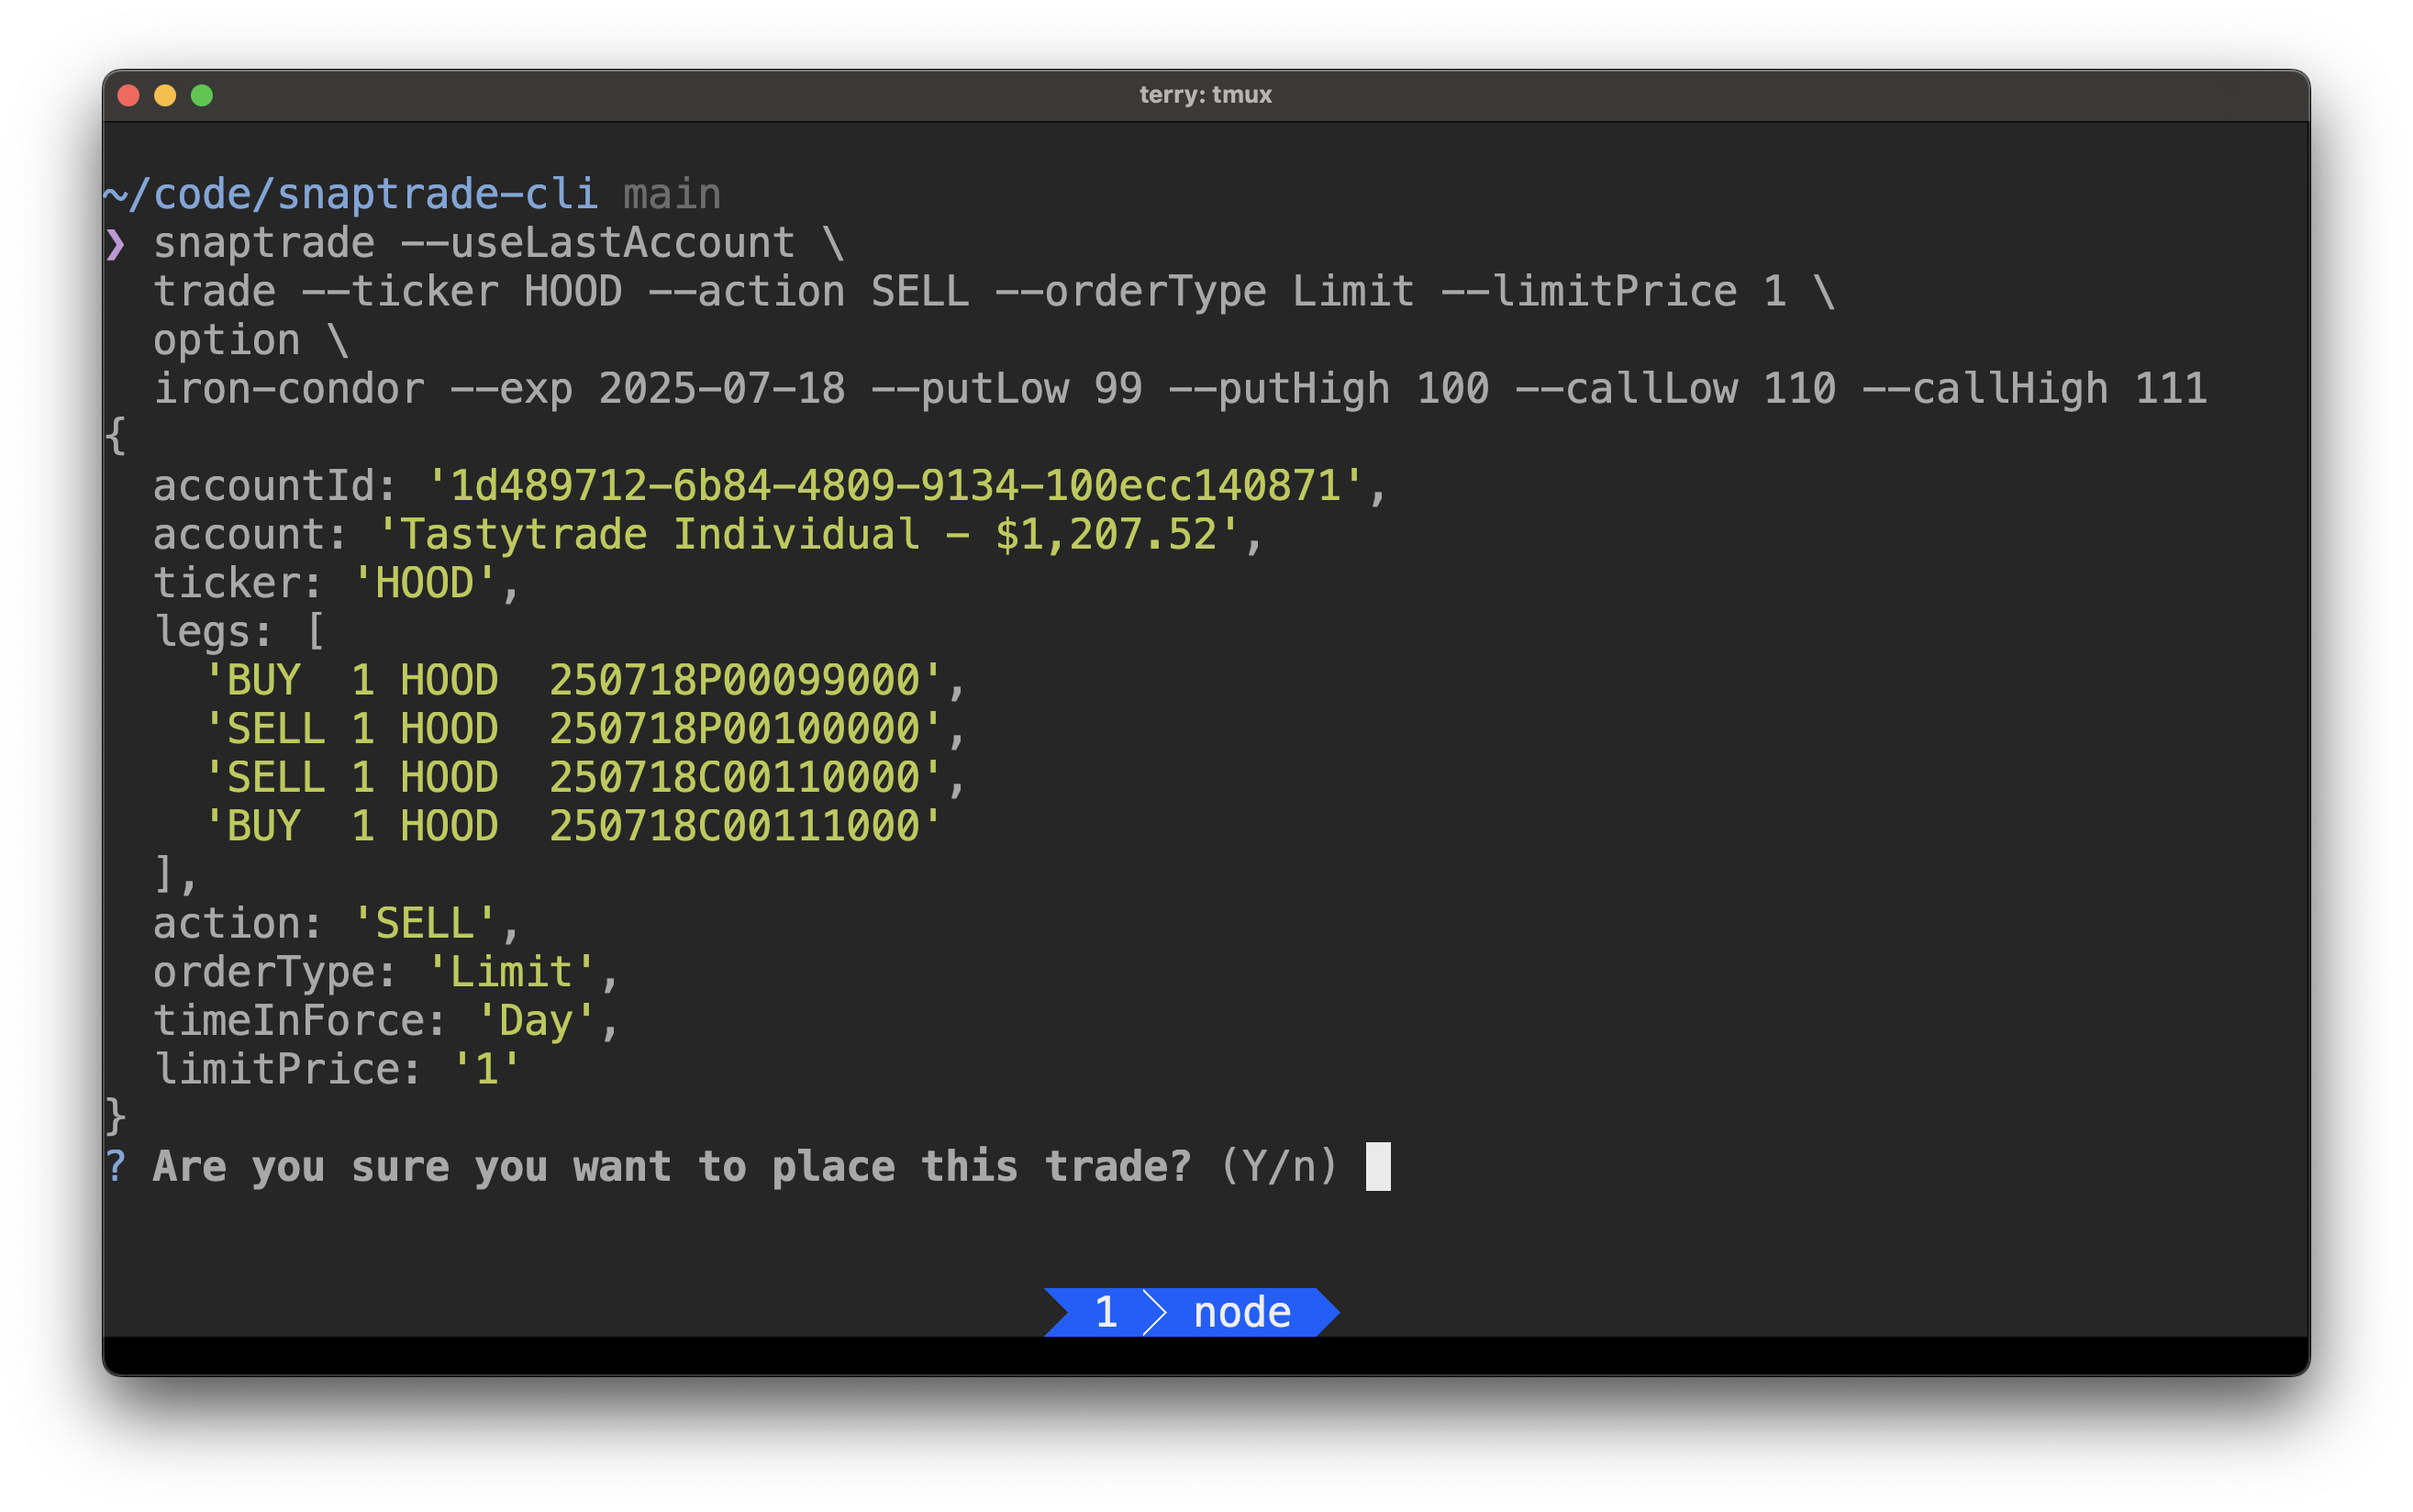 terry: tmux
~/code/snaptrade-cli main
❯ snaptrade --useLastAccount \
  trade --ticker HOOD --action SELL --orderType Limit --limitPrice 1 \
  option \
  iron-condor --exp 2025-07-18 --putLow 99 --putHigh 100 --callLow 110 --callHigh 111
{
  accountId: '1d489712-6b84-4809-9134-100ecc140871',
  account: 'Tastytrade Individual - $1,207.52',
  ticker: 'HOOD',
  legs: [
    'BUY  1 HOOD  250718P00099000',
    'SELL 1 HOOD  250718P00100000',
    'SELL 1 HOOD  250718C00110000',
    'BUY  1 HOOD  250718C00111000'
  ],
  action: 'SELL',
  orderType: 'Limit',
  timeInForce: 'Day',
  limitPrice: '1'
}
? Are you sure you want to place this trade? (Y/n)
1 node